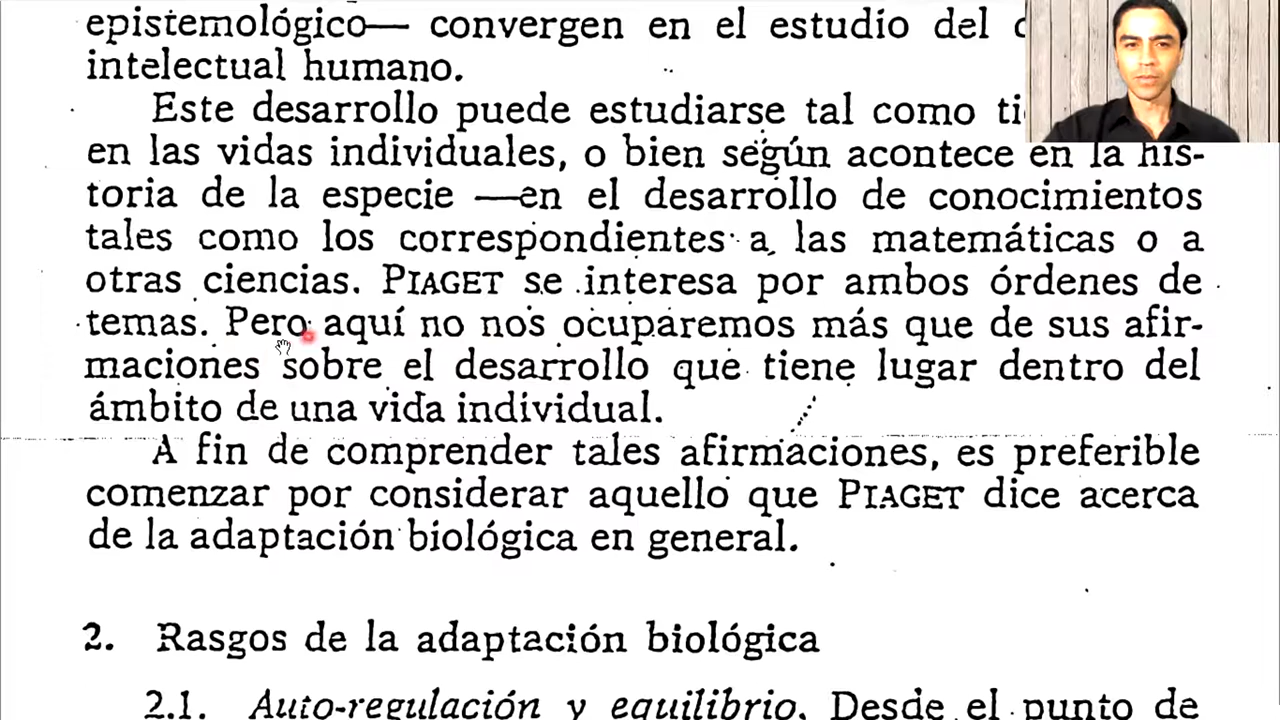 epistemológico— convergen en el estudio del
intelectual humano.
Este desarrollo puede estudiarse tal como
en las vidas individuales, o bien según acontece en la his-
toria de la especie —en el desarrollo de conocimientos
tales como los correspondientes a las matemáticas o a
otras ciencias. PIAGET se interesa por ambos órdenes de
temas. Pero aquí no nos ocuparemos más que de sus afir-
maciones sobre el desarrollo que tiene lugar dentro del
ámbito de una vida individual.
A fin de comprender tales afirmaciones, es preferible
comenzar por considerar aquello que PIAGET dice acerca
de la adaptación biológica en general.
2. Rasgos de la adaptación biológica
2.1. Auto-regulación y equilibrio. Desde el punto de